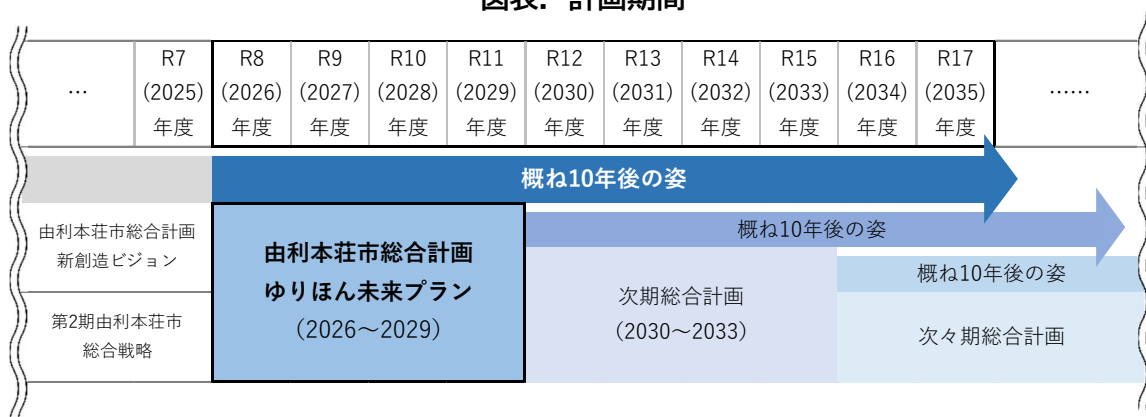 図表. 計画期間
…
R7
(2025)
年度
R8
(2026)
年度
R9
(2027)
年度
R10
(2028)
年度
R11
(2029)
年度
R12
(2030)
年度
R13
(2031)
年度
R14
(2032)
年度
R15
(2033)
年度
R16
(2034)
年度
R17
(2035)
年度
……
概ね10年後の姿
概ね10年後の姿
概ね10年後の姿
由利本荘市総合計画
新創造ビジョン
第2期由利本荘市
総合戦略
由利本荘市総合計画
ゆりほん未来プラン
(2026～2029)
次期総合計画
(2030～2033)
次々期総合計画